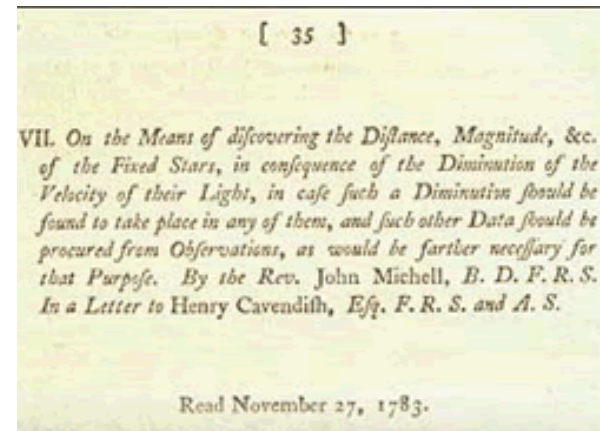 [ 35 ]
VII. On the Means of diſcovering the Diſtance, Magnitude, &c.
of the Fixed Stars, in conſequence of the Diminution of the
Velocity of their Light, in caſe ſuch a Diminution ſhould be
found to take place in any of them, and ſuch other Data ſhould be
procured from Obſervations, as would be farther neceſſary for
that Purpoſe. By the Rev. John Michell, B. D. F. R. S.
In a Letter to Henry Cavendiſh, Eſq. F. R. S. and A. S.
Read November 27, 1783.